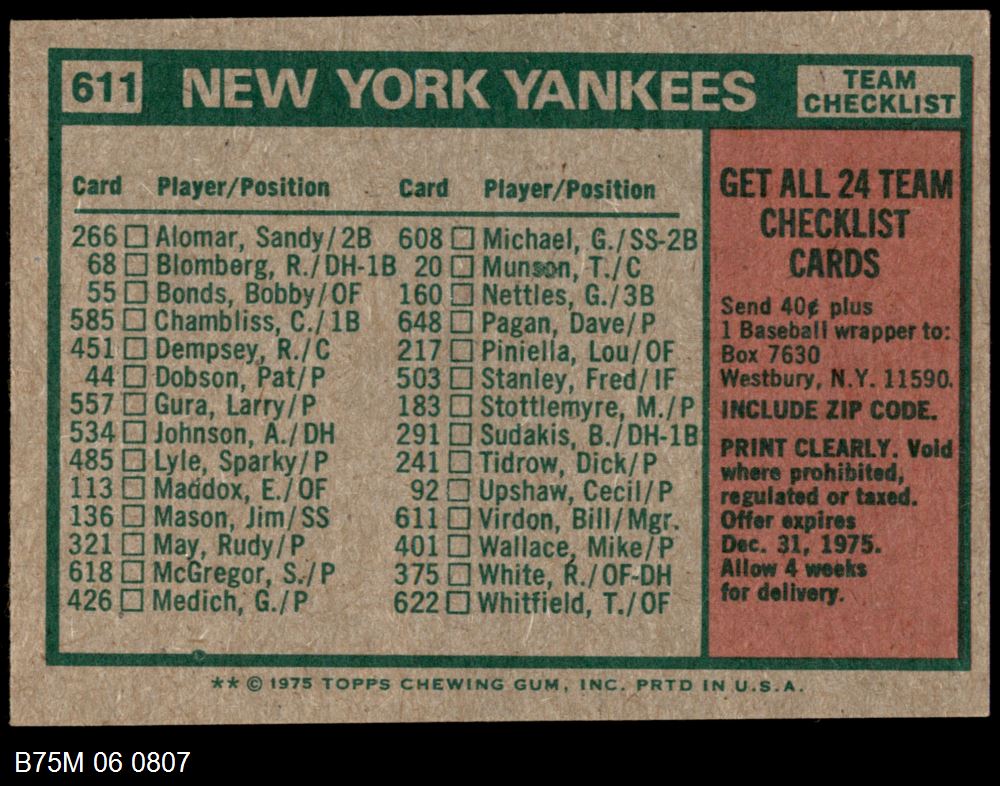 611 NEW YORK YANKEES TEAM CHECKLIST
Card Player/Position
266 □ Alomar, Sandy/2B
68 □ Blomberg, R./DH-1B
55 □ Bonds, Bobby/OF
585 □ Chambliss, C./1B
451 □ Dempsey, R./C
44 □ Dobson, Pat/P
557 □ Gura, Larry/P
534 □ Johnson, A./DH
485 □ Lyle, Sparky/P
113 □ Maddox, E./OF
136 □ Mason, Jim/SS
321 □ May, Rudy/P
618 □ McGregor, S./P
426 □ Medich, G./P
Card Player/Position
608 □ Michael, G./SS-2B
20 □ Munson, T./C
160 □ Nettles, G./3B
648 □ Pagan, Dave/P
217 □ Piniella, Lou/OF
503 □ Stanley, Fred/IF
183 □ Stottlemyre, M./P
291 □ Sudakis, B./DH-1B
241 □ Tidrow, Dick/P
92 □ Upshaw, Cecil/P
611 □ Virdon, Bill/Mgr.
401 □ Wallace, Mike/P
375 □ White, R./OF-DH
622 □ Whitfield, T./OF
GET ALL 24 TEAM
CHECKLIST
CARDS
Send 40¢ plus
1 Baseball wrapper to:
Box 7630
Westbury, N.Y. 11590.
INCLUDE ZIP CODE.
PRINT CLEARLY. Void
where prohibited,
regulated or taxed.
Offer expires
Dec. 31, 1975.
Allow 4 weeks
for delivery.
** © 1975 TOPPS CHEWING GUM, INC. PRTD IN U.S.A.
B75M 06 0807